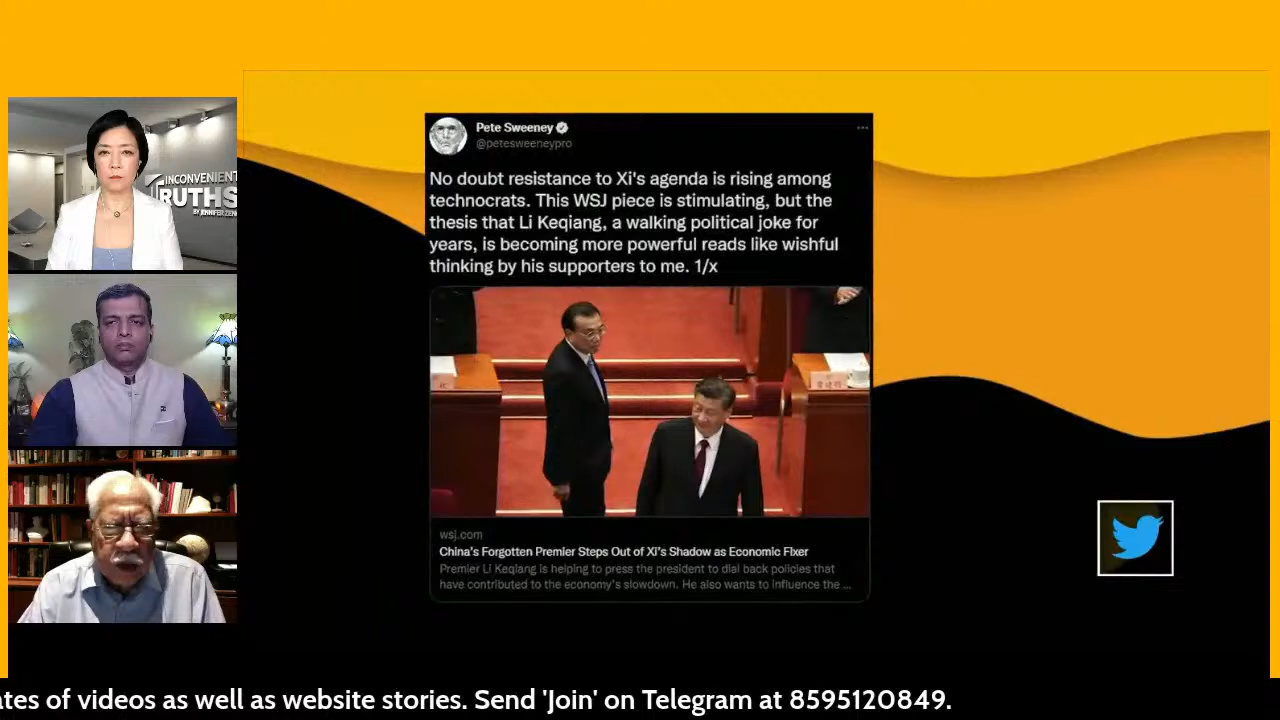 INCONVENIENT
TRUTHS
BY JENNIFER ZENG
Pete Sweeney
@petesweeneypro
No doubt resistance to Xi's agenda is rising among
technocrats. This WSJ piece is stimulating, but the
thesis that Li Keqiang, a walking political joke for
years, is becoming more powerful reads like wishful
thinking by his supporters to me. 1/x
wsj.com
China's Forgotten Premier Steps Out of Xi's Shadow as Economic Fixer
Premier Li Keqiang is helping to press the president to dial back policies that
have contributed to the economy's slowdown. He also wants to influence the ...
ates of videos as well as website stories. Send 'Join' on Telegram at 8595120849.